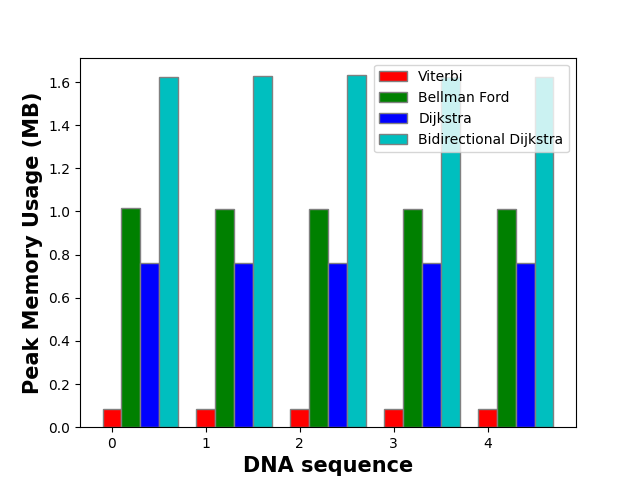 Peak Memory Usage (MB)
1.6
1.4
1.2
1.0
0.8
0.6
0.4
0.2
0.0
Viterbi
Bellman Ford
Dijkstra
Bidirectional Dijkstra
0 1 2 3 4
DNA sequence